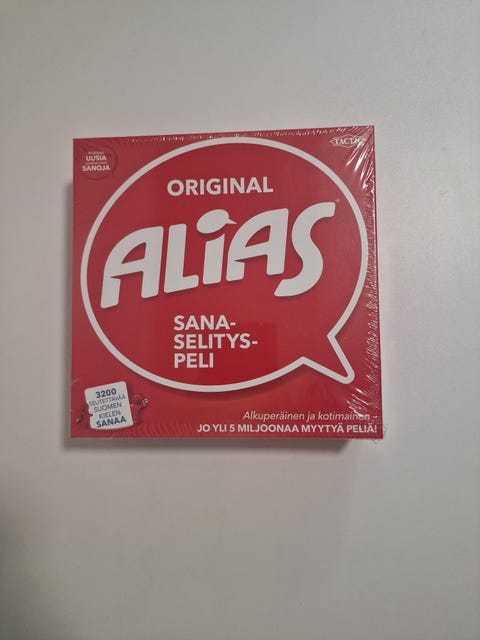 MUKANA
UUSIA
SANOJA
TACTIC
ORIGINAL
ALiAS
SANA-
SELITYS-
PELI
3200
SELITETTÄVÄÄ
SUOMEN
KIELEN
SANAA
Alkuperäinen ja kotimainen –
JO YLI 5 MILJOONAA MYYTYÄ PELIÄ!